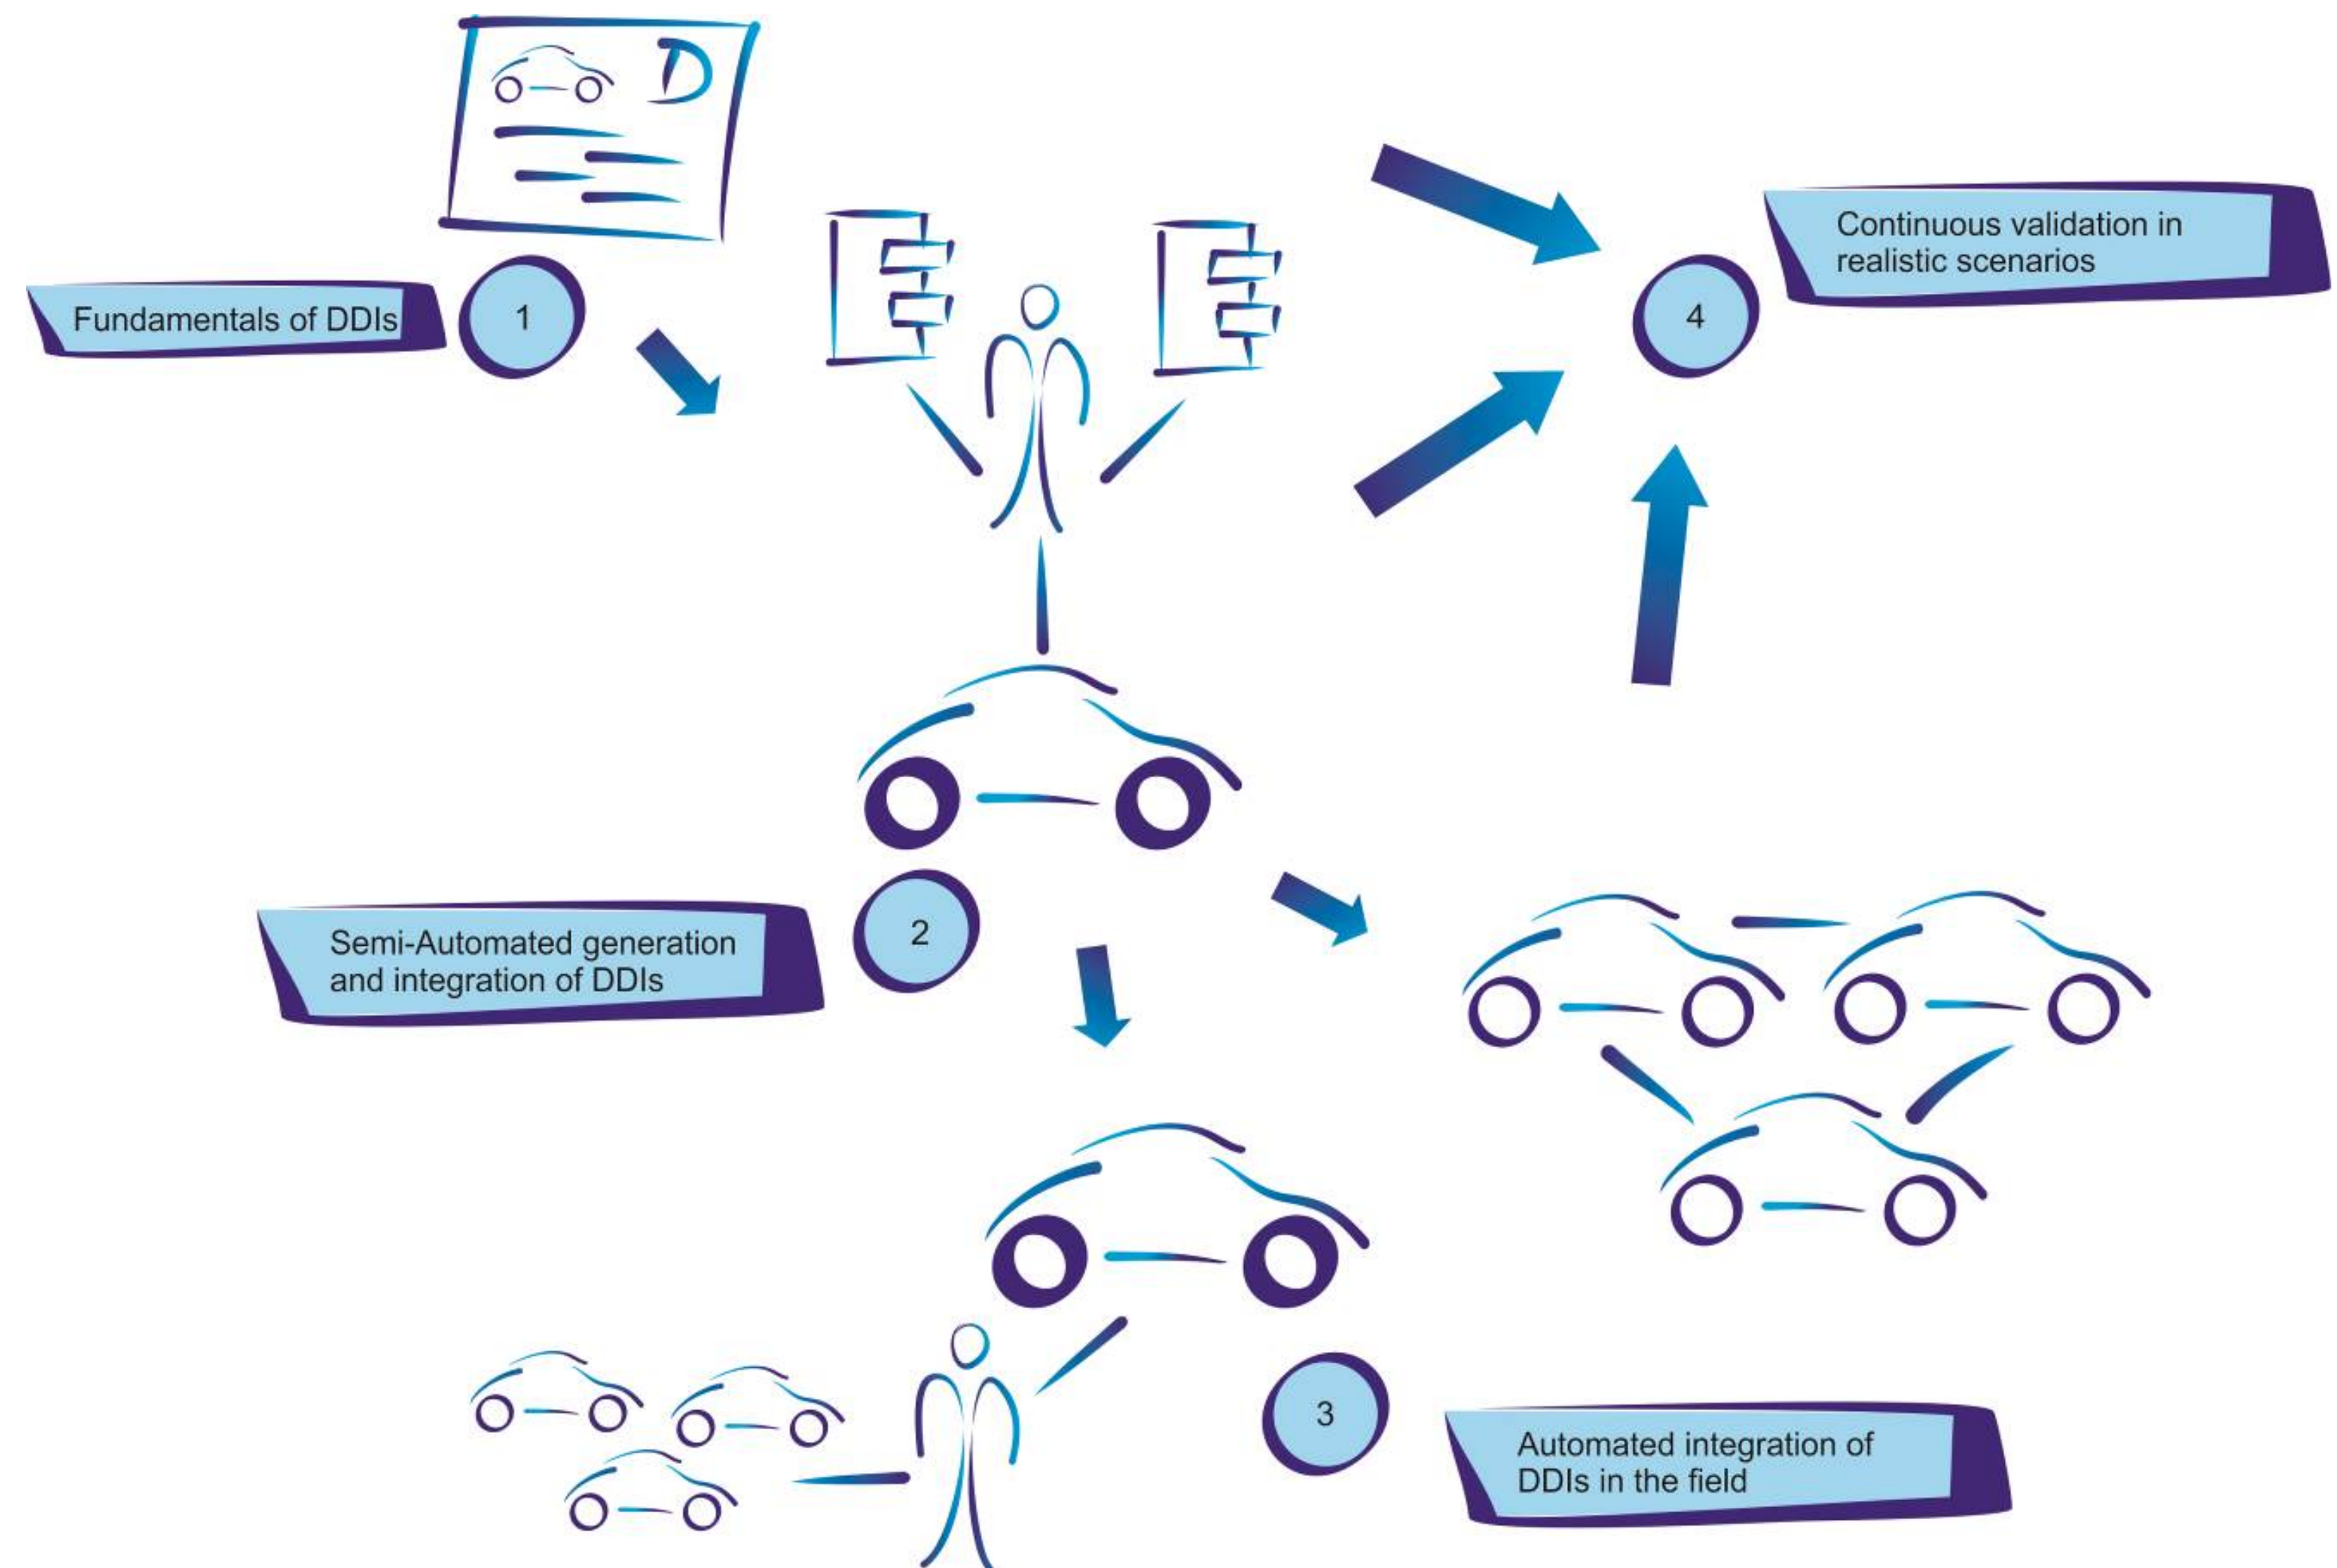 D
Fundamentals of DDIs
1
Continuous validation in
realistic scenarios
4
Semi-Automated generation
and integration of DDIs
2
3
Automated integration of
DDIs in the field